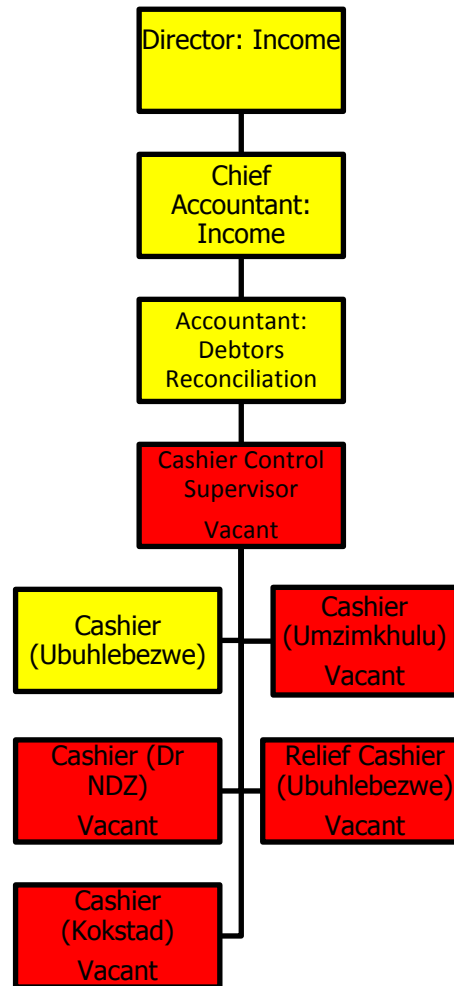 Director: Income
Chief
Accountant:
Income
Accountant:
Debtors
Reconciliation
Cashier Control
Supervisor
Vacant
Cashier
(Ubuhlebezwe)
Cashier
(Umzimkhulu)
Vacant
Cashier (Dr
NDZ)
Vacant
Relief Cashier
(Ubuhlebezwe)
Vacant
Cashier
(Kokstad)
Vacant